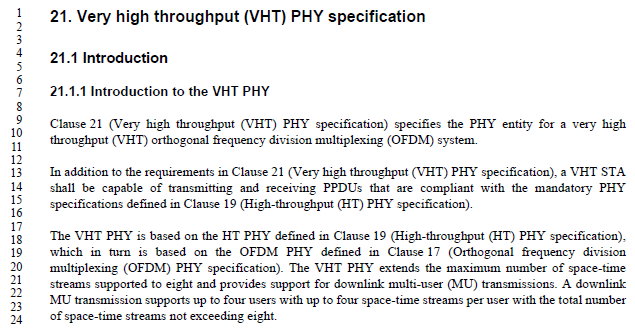 1
2
3
4
5
6
7
8
9
10
11
12
13
14
15
16
17
18
19
20
21
22
23
24
21. Very high throughput (VHT) PHY specification
21.1 Introduction
21.1.1 Introduction to the VHT PHY
Clause 21 (Very high throughput (VHT) PHY specification) specifies the PHY entity for a very high
throughput (VHT) orthogonal frequency division multiplexing (OFDM) system.
In addition to the requirements in Clause 21 (Very high throughput (VHT) PHY specification), a VHT STA
shall be capable of transmitting and receiving PPDUs that are compliant with the mandatory PHY
specifications defined in Clause 19 (High-throughput (HT) PHY specification).
The VHT PHY is based on the HT PHY defined in Clause 19 (High-throughput (HT) PHY specification),
which in turn is based on the OFDM PHY defined in Clause 17 (Orthogonal frequency division
multiplexing (OFDM) PHY specification). The VHT PHY extends the maximum number of space-time
streams supported to eight and provides support for downlink multi-user (MU) transmissions. A downlink
MU transmission supports up to four users with up to four space-time streams per user with the total number
of space-time streams not exceeding eight.